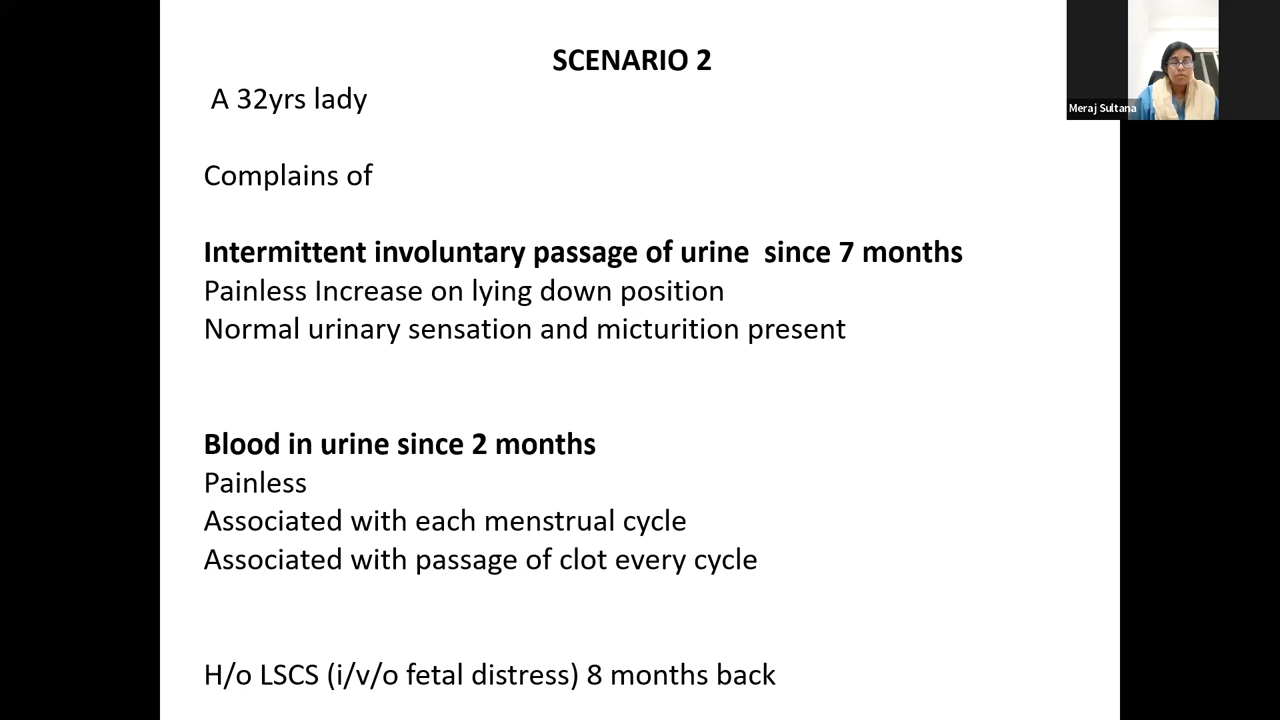 SCENARIO 2
A 32yrs lady
Complains of
Intermittent involuntary passage of urine  since 7 months
Painless Increase on lying down position
Normal urinary sensation and micturition present
Blood in urine since 2 months
Painless
Associated with each menstrual cycle
Associated with passage of clot every cycle
H/o LSCS (i/v/o fetal distress) 8 months back
Meraj Sultana